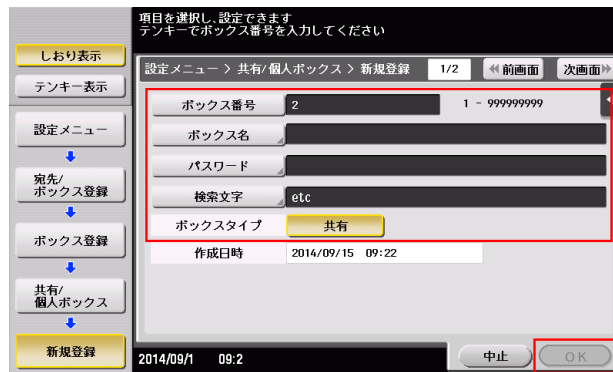 項目を選択し、設定できます
テンキーでボックス番号を入力してください
しおり表示
テンキー表示
設定メニュー
宛先/
ボックス登録
ボックス登録
共有/
個人ボックス
新規登録
設定メニュー > 共有/個人ボックス > 新規登録 1/2 前画面 次画面
ボックス番号 2 1 - 999999999
ボックス名
パスワード
検索文字 etc
ボックスタイプ 共有
作成日時 2014/09/15 09:22
2014/09/1 09:2
中止 OK